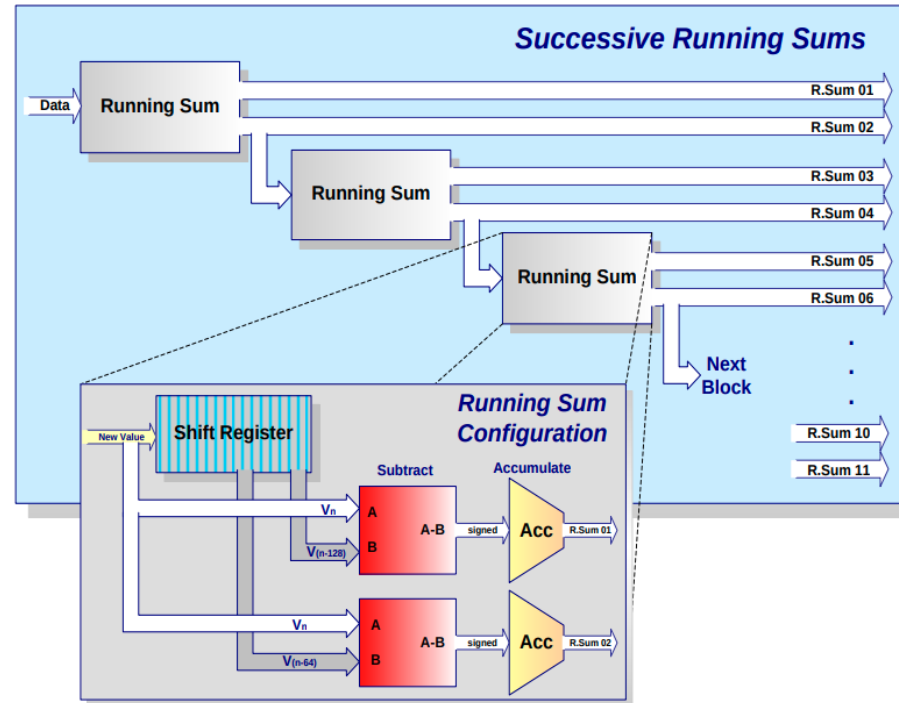 Successive Running Sums
Data
Running Sum
R.Sum 01
R.Sum 02
Running Sum
R.Sum 03
R.Sum 04
Running Sum
R.Sum 05
R.Sum 06
Next
Block
.
.
.
R.Sum 10
R.Sum 11
Running Sum
Configuration
New Value
Shift Register
Subtract
Accumulate
Vn
A
B
A-B
signed
Acc
R.Sum 01
V(n-128)
Vn
A
B
A-B
signed
Acc
R.Sum 02
V(n-64)